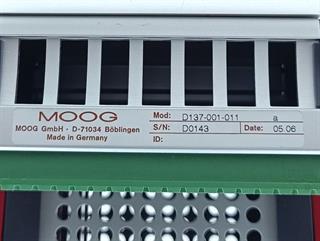 MOOG
MOOG GmbH · D-71034 Böblingen
Made in Germany
Mod: D137-001-011 a
S/N: D0143 Date: 05.06
ID: